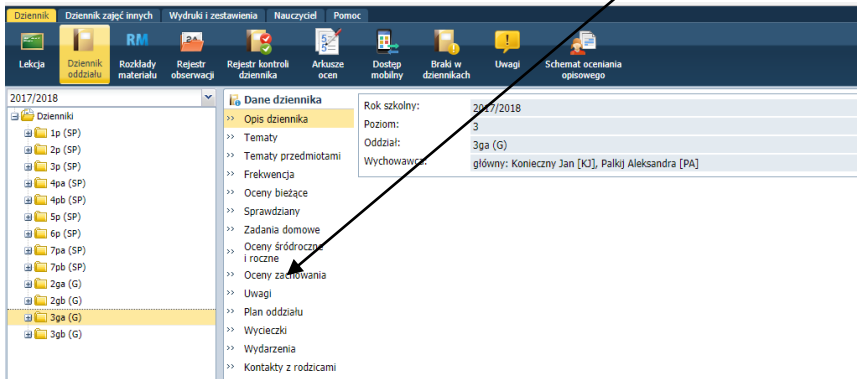 Dziennik Dziennik zajęć innych Wydruki i zestawienia Nauczyciel Pomoc
RM 24
Lekcja Dziennik oddziału Rozkłady materiału Rejestr obserwacji Rejestr kontroli dziennika Arkusze ocen Dostęp mobilny Braki w dziennikach Uwagi Schemat oceniania opisowego
2017/2018
Dzienniki
1p (SP)
2p (SP)
3p (SP)
4pa (SP)
4pb (SP)
5p (SP)
6p (SP)
7pa (SP)
7pb (SP)
2ga (G)
2gb (G)
3ga (G)
3gb (G)
Dane dziennika
>> Opis dziennika
>> Tematy
>> Tematy przedmiotami
>> Frekwencja
>> Oceny bieżące
>> Sprawdziany
>> Zadania domowe
>> Oceny śródroczne
i roczne
>> Oceny zachowania
>> Uwagi
>> Plan oddziału
>> Wycieczki
>> Wydarzenia
>> Kontakty z rodzicami
Rok szkolny: 2017/2018
Poziom: 3
Oddział: 3ga (G)
Wychowawca: główny: Konieczny Jan [KJ], Palkij Aleksandra [PA]